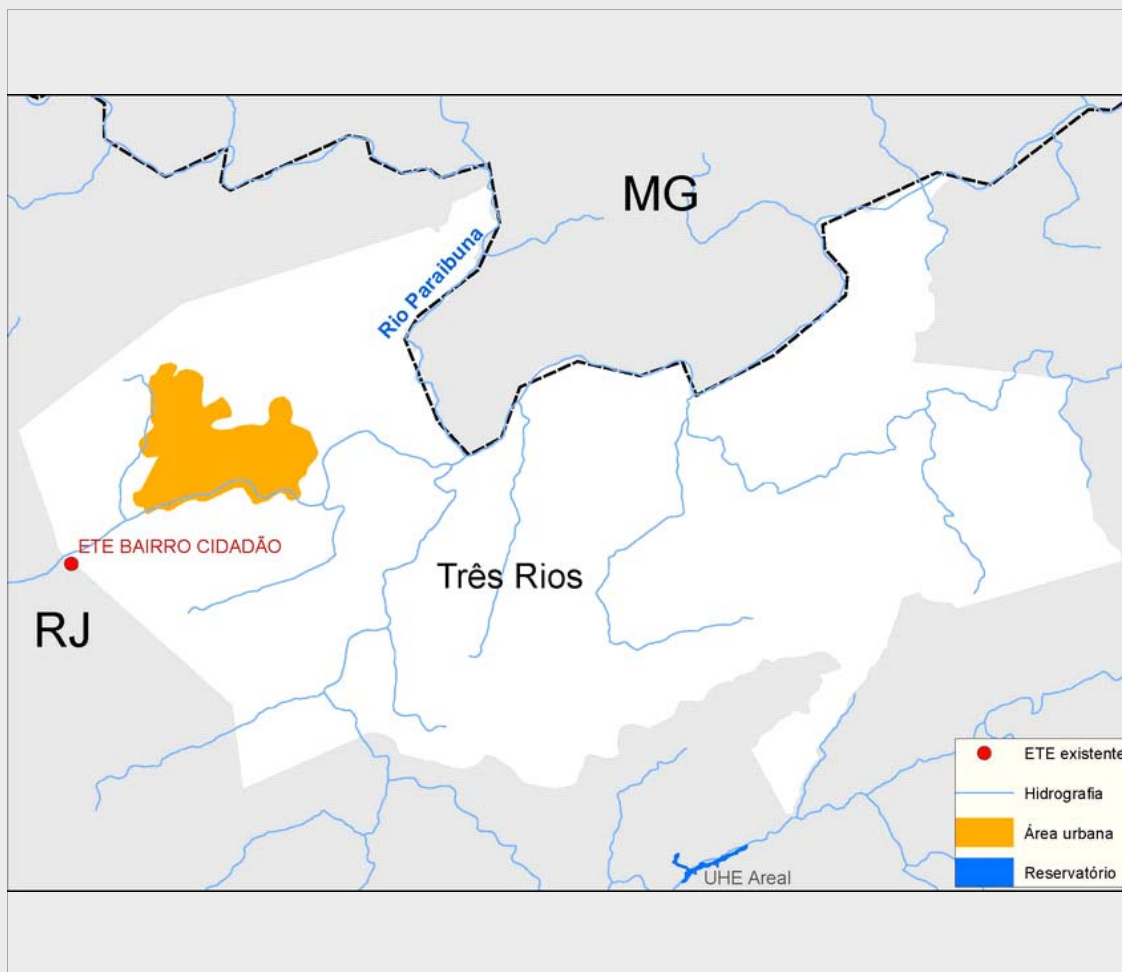 MG
Rio Paraibuna
ETE BAIRRO CIDADÃO
Três Rios
RJ
ETE existente
Hidrografia
Área urbana
Reservatório
UHE Areal